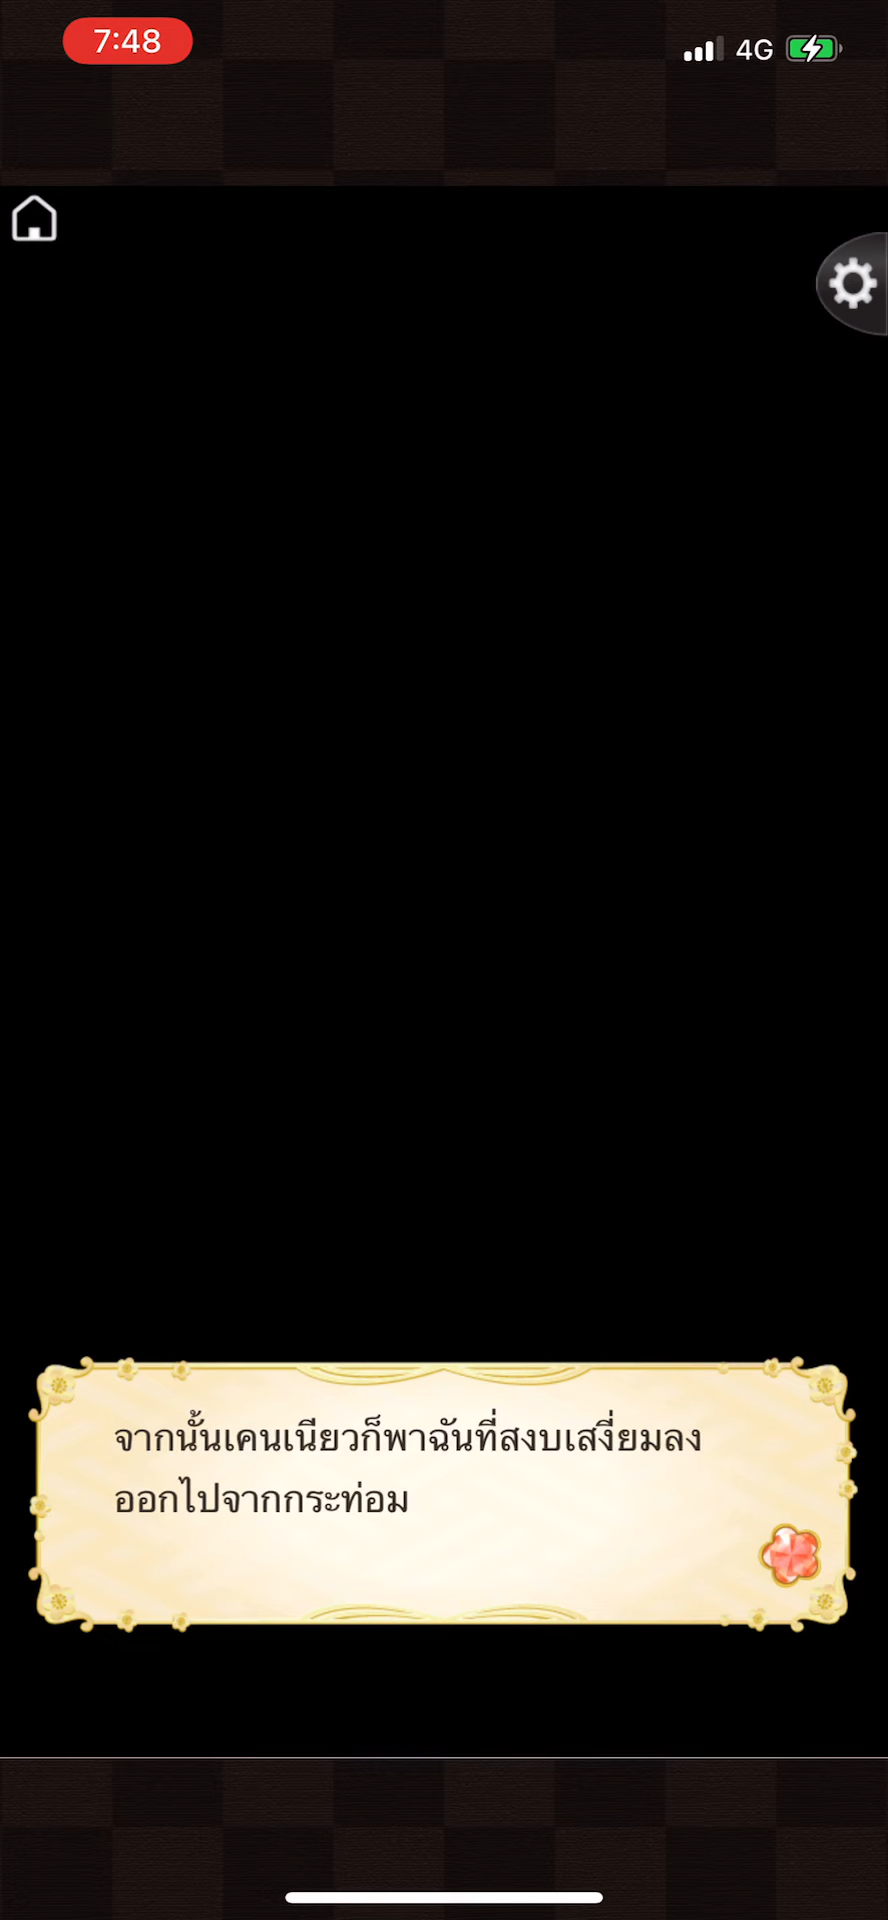 7:48
4G
จากนั้นเคนเนียวก็พาฉันที่สงบเสงี่ยมลง
ออกไปจากกระท่อม